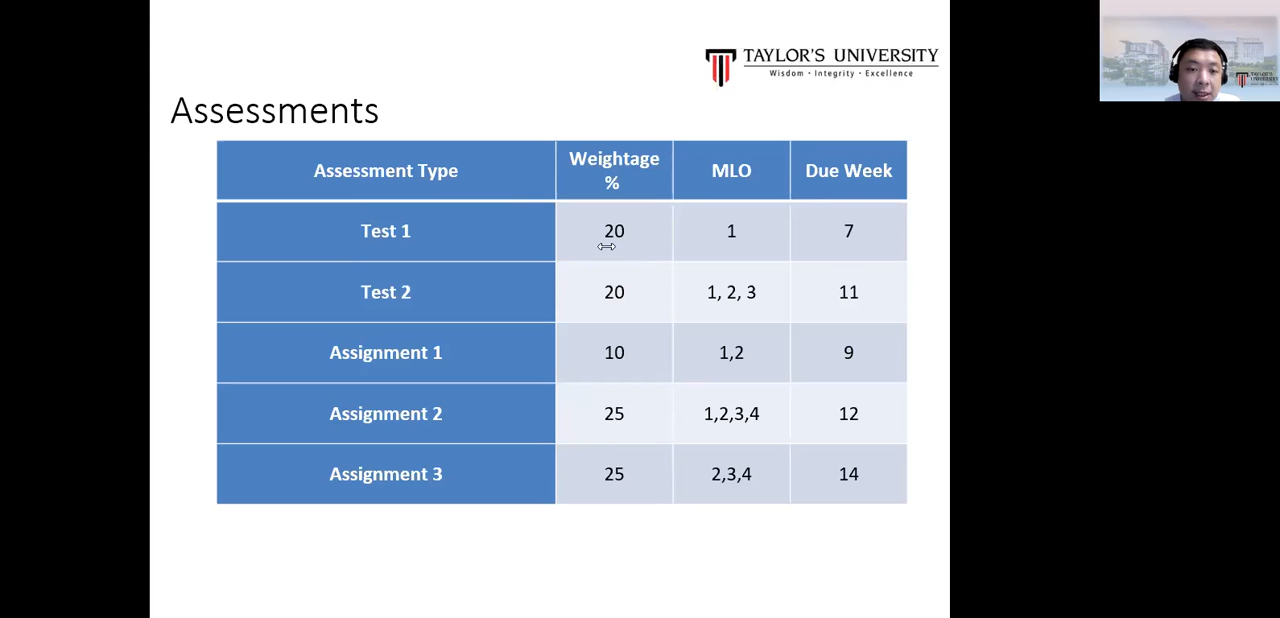 TAYLOR'S UNIVERSITY
Wisdom · Integrity · Excellence
Assessments
Assessment Type Weightage % MLO Due Week
Test 1 20 1 7
Test 2 20 1, 2, 3 11
Assignment 1 10 1,2 9
Assignment 2 25 1,2,3,4 12
Assignment 3 25 2,3,4 14
TAYLOR'S
UNIVERSITY